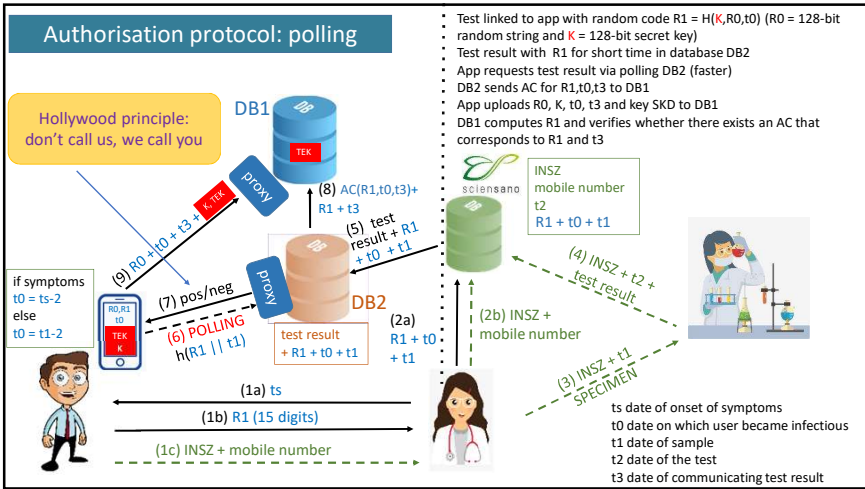 Authorisation protocol: polling
Test linked to app with random code R1 = H(K,R0,t0) (R0 = 128-bit
random string and K = 128-bit secret key)
Test result with R1 for short time in database DB2
App requests test result via polling DB2 (faster)
DB2 sends AC for R1,t0,t3 to DB1
App uploads R0, K, t0, t3 and key SKD to DB1
DB1 computes R1 and verifies whether there exists an AC that
corresponds to R1 and t3
Hollywood principle:
don't call us, we call you
DB1
DB
TEK
proxy
(8) AC(R1,t0,t3)+
R1 + t3
(9) R0 + t0 + t3 + K, TEK
sciensano
INSZ
mobile number
t2
R1 + t0 + t1
DB
(5) test
result + R1
+ t0 + t1
DB
proxy
DB2
(7) pos/neg
(6) POLLING
h(R1 || t1)
test result
+ R1 + t0 + t1
(2a)
R1 + t0
+ t1
(2b) INSZ +
mobile number
(4) INSZ + t2 +
test result
(3) INSZ + t1
SPECIMEN
if symptoms
t0 = ts-2
else
t0 = t1-2
R0,R1
t0
TEK
K
(1a) ts
(1b) R1 (15 digits)
(1c) INSZ + mobile number
ts date of onset of symptoms
t0 date on which user became infectious
t1 date of sample
t2 date of the test
t3 date of communicating test result